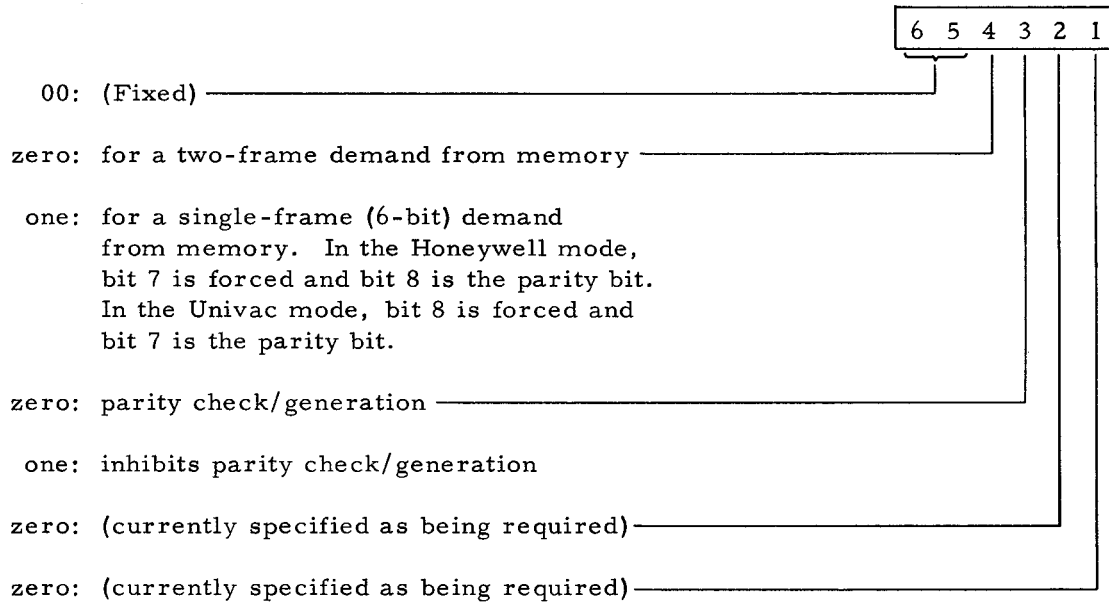 6 5 4 3 2 1
00: (Fixed)
zero: for a two-frame demand from memory
one: for a single-frame (6-bit) demand
from memory. In the Honeywell mode,
bit 7 is forced and bit 8 is the parity bit.
In the Univac mode, bit 8 is forced and
bit 7 is the parity bit.
zero: parity check/generation
one: inhibits parity check/generation
zero: (currently specified as being required)
zero: (currently specified as being required)